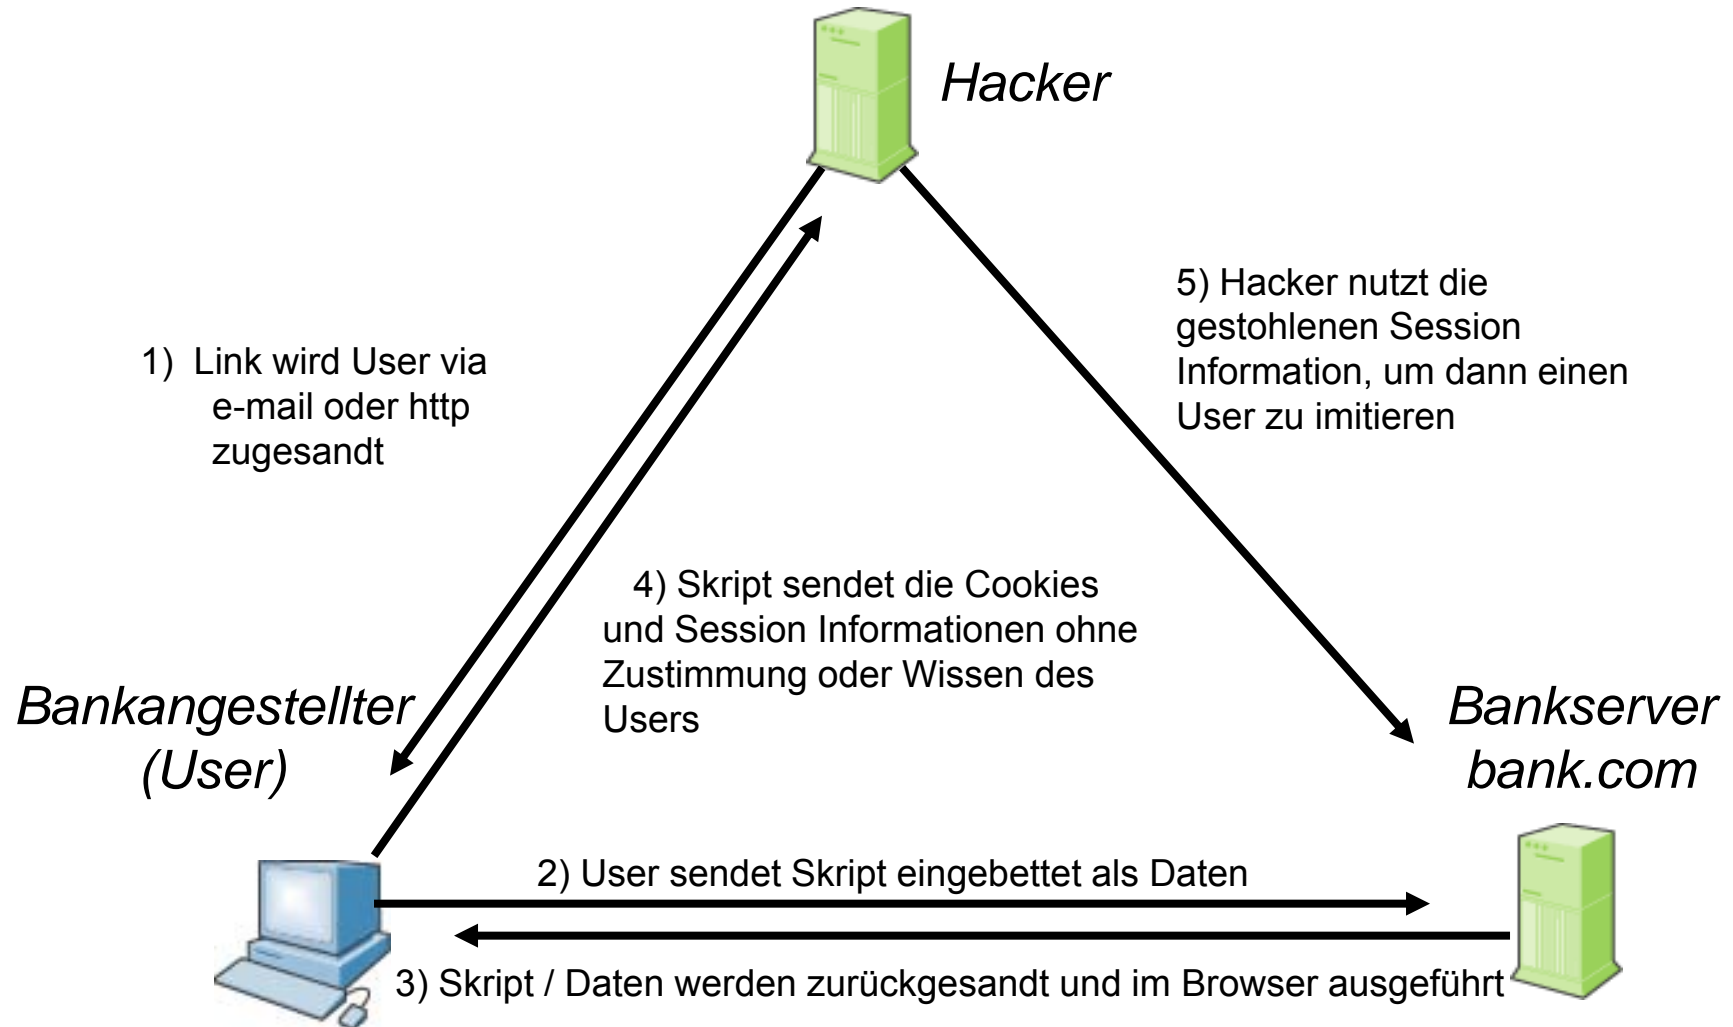 Hacker
1) Link wird User via
e-mail oder http
zugesandt
5) Hacker nutzt die
gestohlenen Session
Information, um dann einen
User zu imitieren
4) Skript sendet die Cookies
und Session Informationen ohne
Zustimmung oder Wissen des
Users
Bankangestellter
(User)
Bankserver
bank.com
2) User sendet Skript eingebettet als Daten
3) Skript / Daten werden zurückgesandt und im Browser ausgeführt